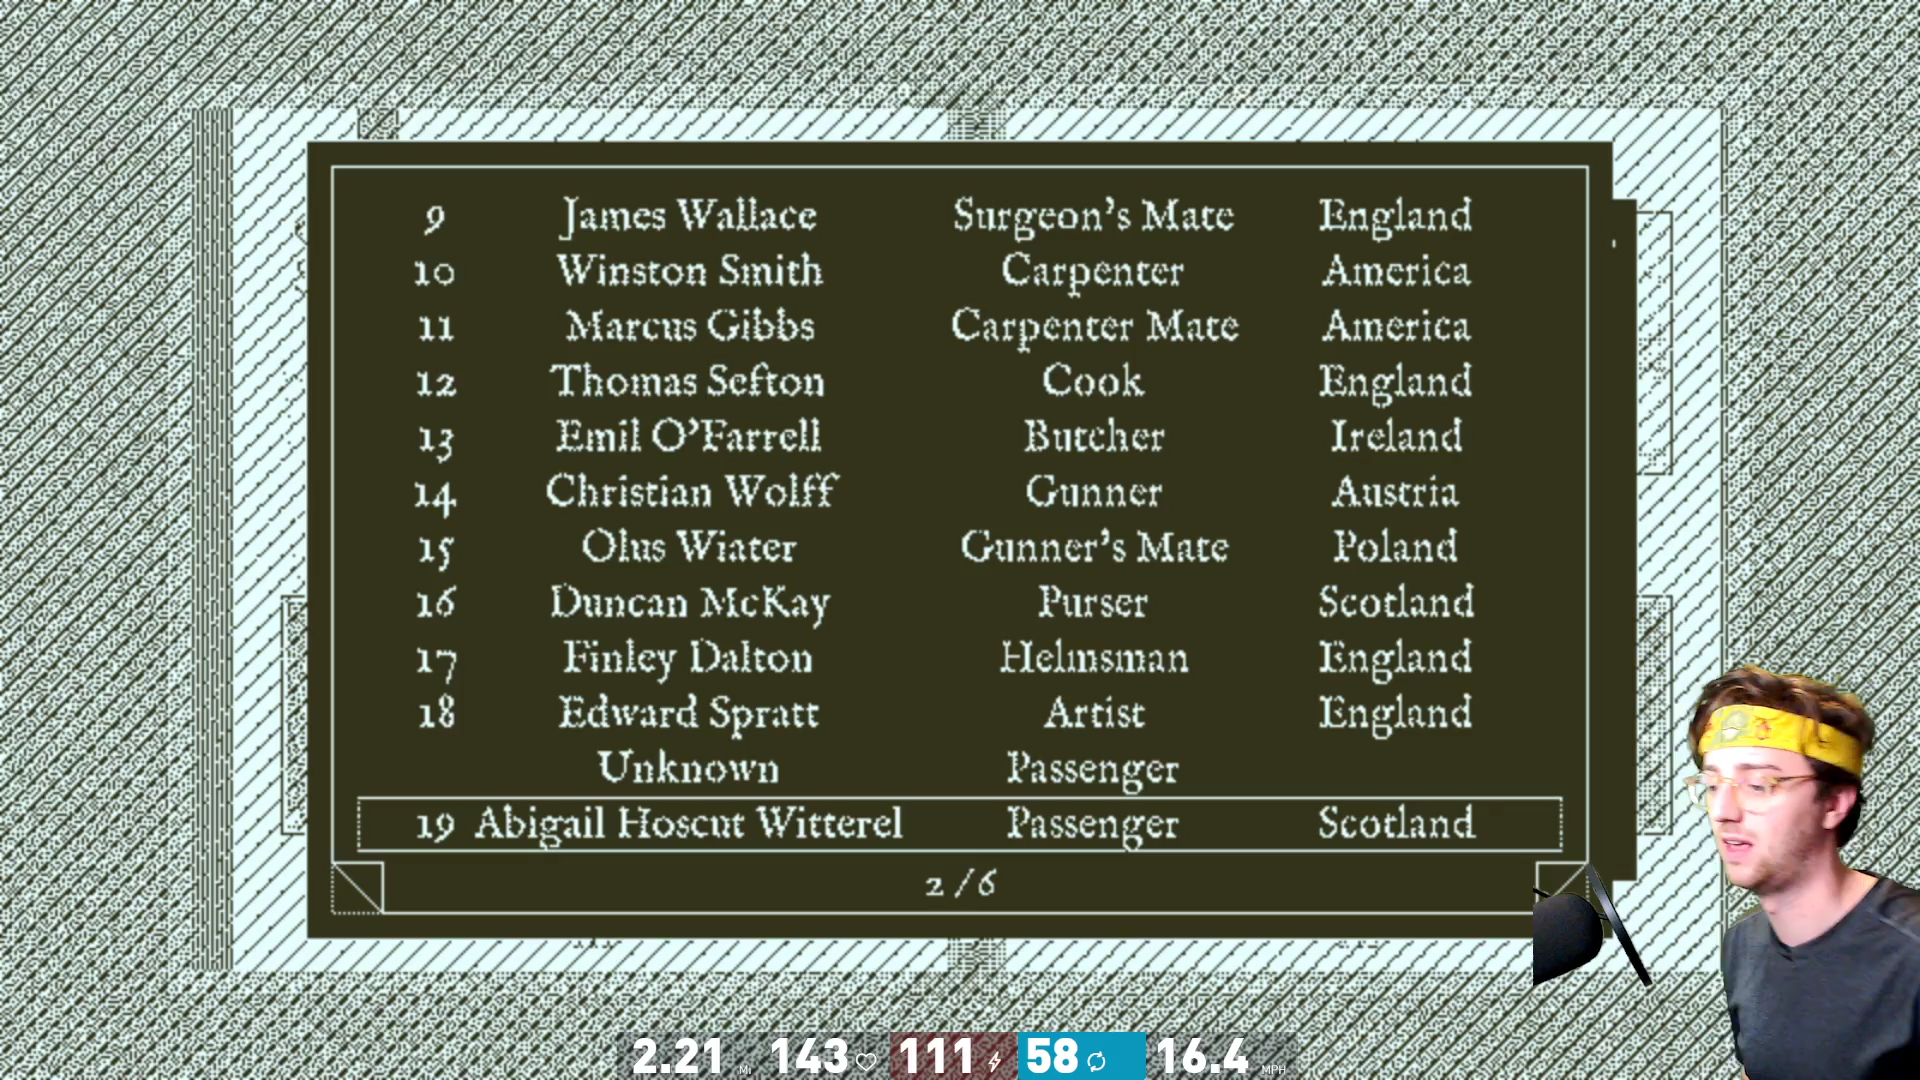 9 James Wallace Surgeon's Mate England
10 Winston Smith Carpenter America
11 Marcus Gibbs Carpenter Mate America
12 Thomas Sefton Cook England
13 Emil O'Farrell Butcher Ireland
14 Christian Wolff Gunner Austria
15 Olus Wiater Gunner's Mate Poland
16 Duncan McKay Purser Scotland
17 Finley Dalton Helmsman England
18 Edward Spratt Artist England
Unknown Passenger
19 Abigail Hoscut Witterel Passenger Scotland
2/6
2.21 MI 143 111 58 16.4 MPH